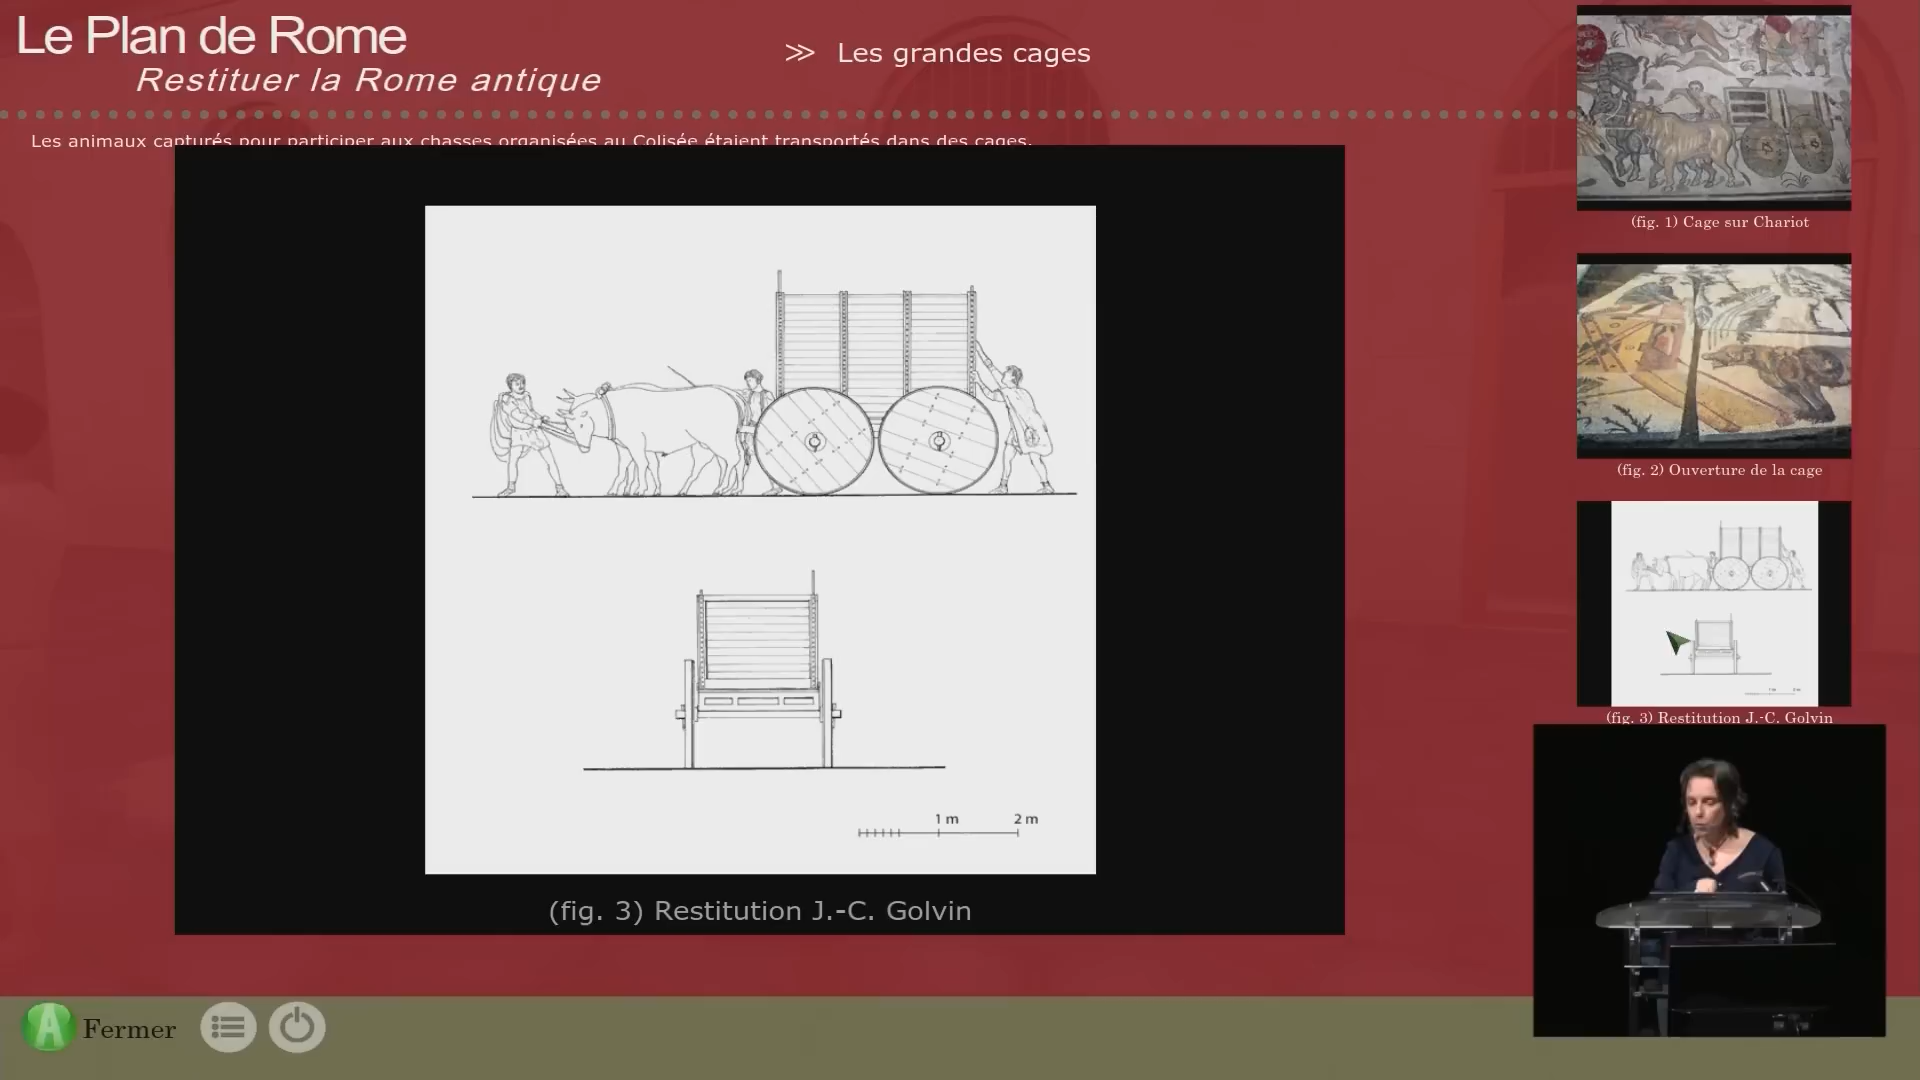 Le Plan de Rome
Restituer la Rome antique
≫ Les grandes cages
Les animaux capturés pour participer aux chasses organisées au Colisée étaient transportés dans des cages.
(fig. 1) Cage sur Chariot
(fig. 2) Ouverture de la cage
(fig. 3) Restitution J.-C. Golvin
1 m 2 m
(fig. 3) Restitution J.-C. Golvin
A Fermer